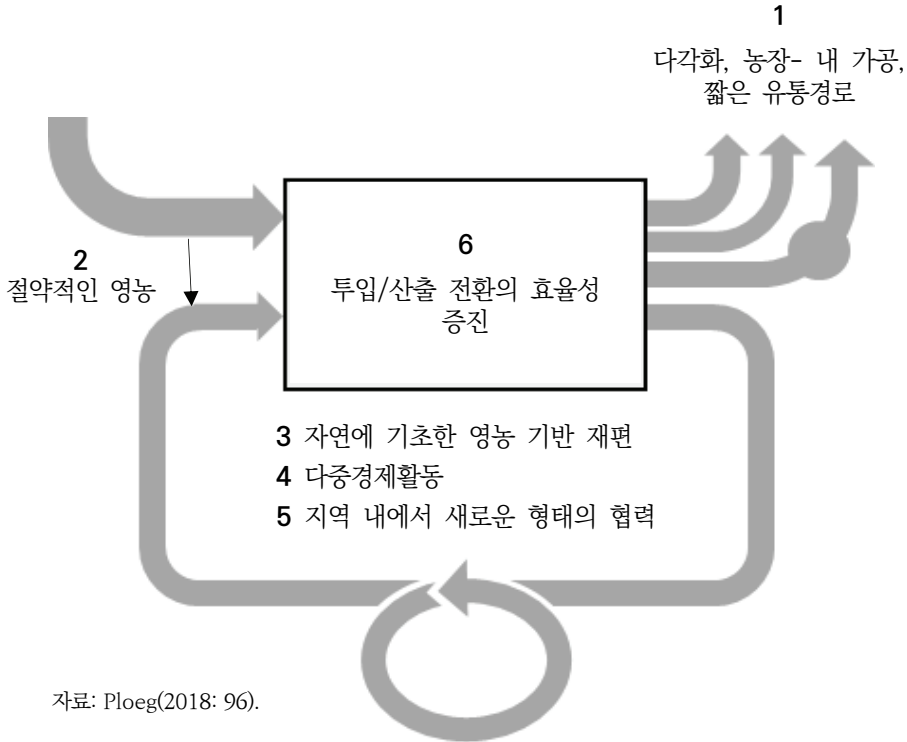 1
다각화, 농장- 내 가공,
짧은 유통경로
2
절약적인 영농
6
투입/산출 전환의 효율성
증진
3 자연에 기초한 영농 기반 재편
4 다중경제활동
5 지역 내에서 새로운 형태의 협력
자료: Ploeg(2018: 96).